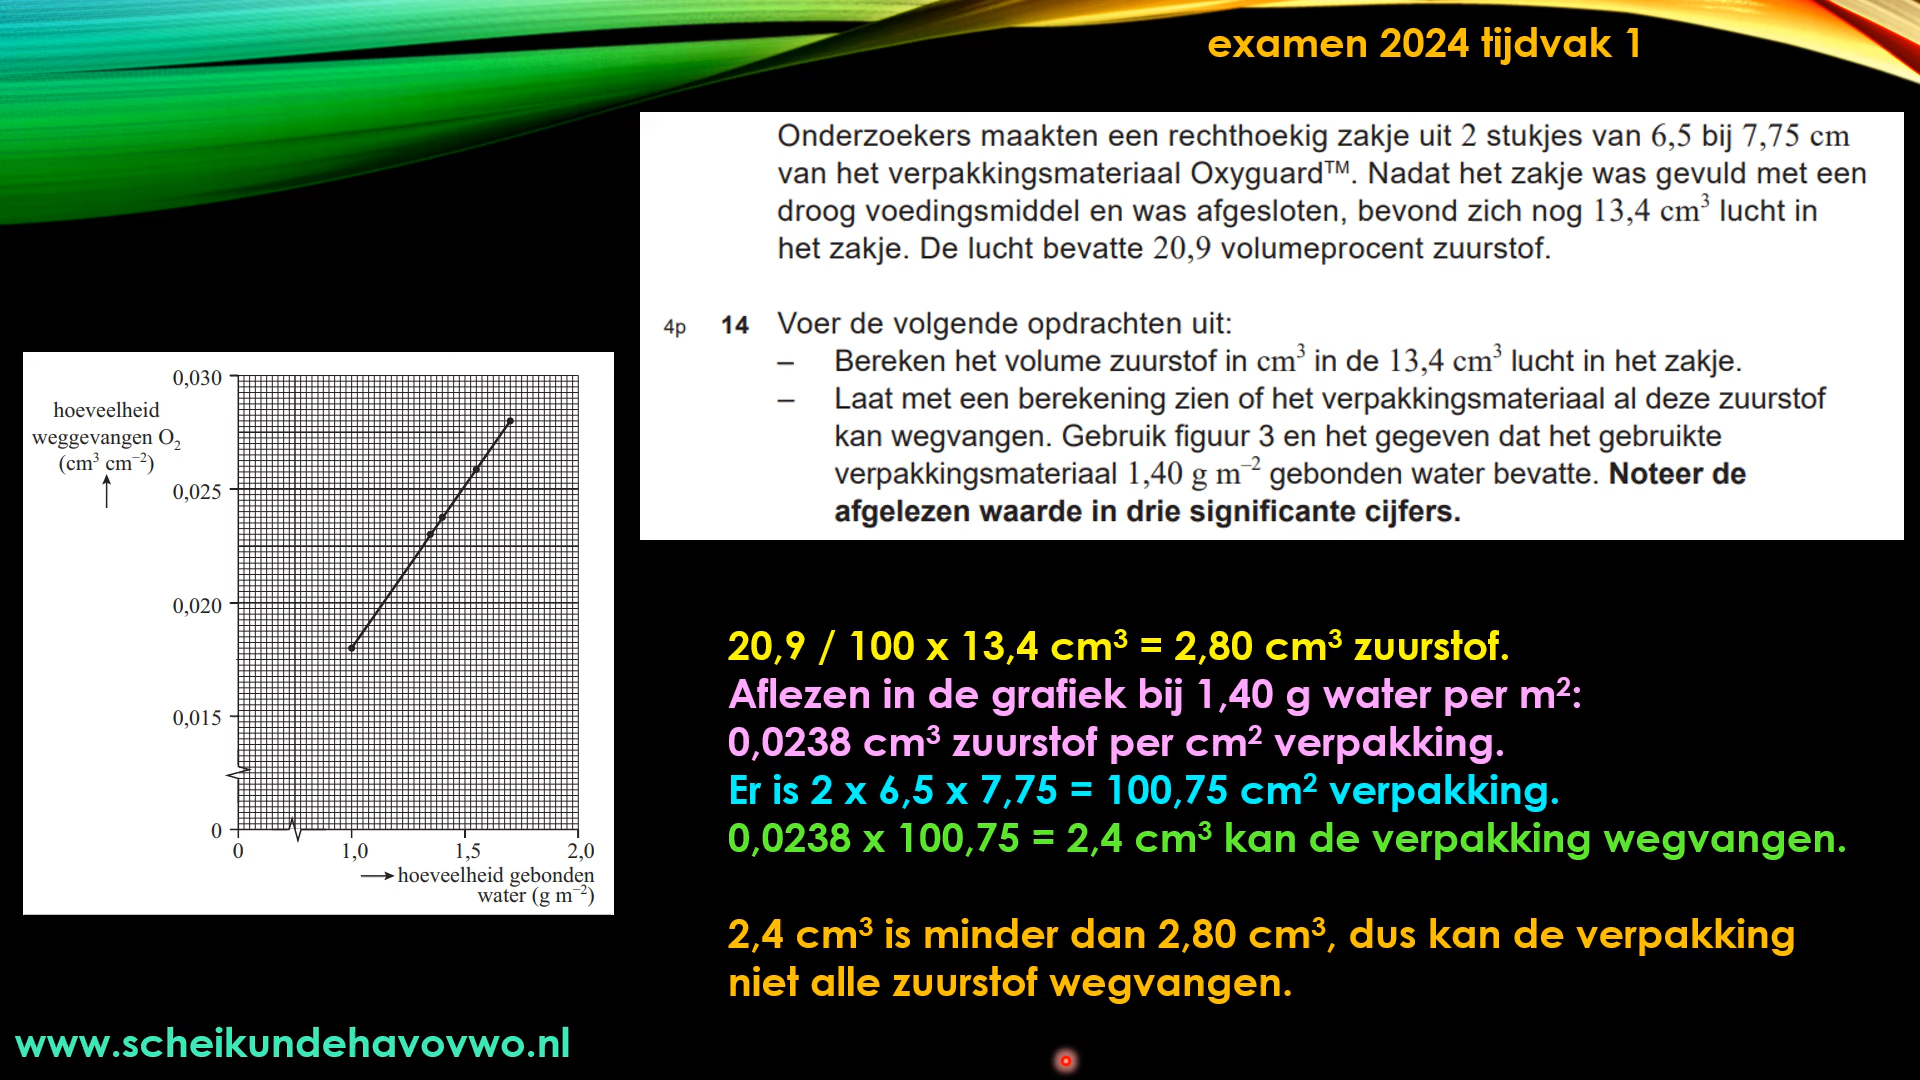 examen 2024 tijdvak 1
Onderzoekers maakten een rechthoekig zakje uit 2 stukjes van 6,5 bij 7,75 cm
van het verpakkingsmateriaal Oxyguard™. Nadat het zakje was gevuld met een
droog voedingsmiddel en was afgesloten, bevond zich nog 13,4 cm³ lucht in
het zakje. De lucht bevatte 20,9 volumeprocent zuurstof.
4p 14 Voer de volgende opdrachten uit:
– Bereken het volume zuurstof in cm³ in de 13,4 cm³ lucht in het zakje.
– Laat met een berekening zien of het verpakkingsmateriaal al deze zuurstof
kan wegvangen. Gebruik figuur 3 en het gegeven dat het gebruikte
verpakkingsmateriaal 1,40 g m⁻² gebonden water bevatte. Noteer de
afgelezen waarde in drie significante cijfers.
hoeveelheid
weggevangen O₂
(cm³ cm⁻²)
0,030
0,025
0,020
0,015
0
0 1,0 1,5 2,0
hoeveelheid gebonden
water (g m⁻²)
20,9 / 100 x 13,4 cm³ = 2,80 cm³ zuurstof.
Aflezen in de grafiek bij 1,40 g water per m²:
0,0238 cm³ zuurstof per cm² verpakking.
Er is 2 x 6,5 x 7,75 = 100,75 cm² verpakking.
0,0238 x 100,75 = 2,4 cm³ kan de verpakking wegvangen.
2,4 cm³ is minder dan 2,80 cm³, dus kan de verpakking
niet alle zuurstof wegvangen.
www.scheikundehavovwo.nl